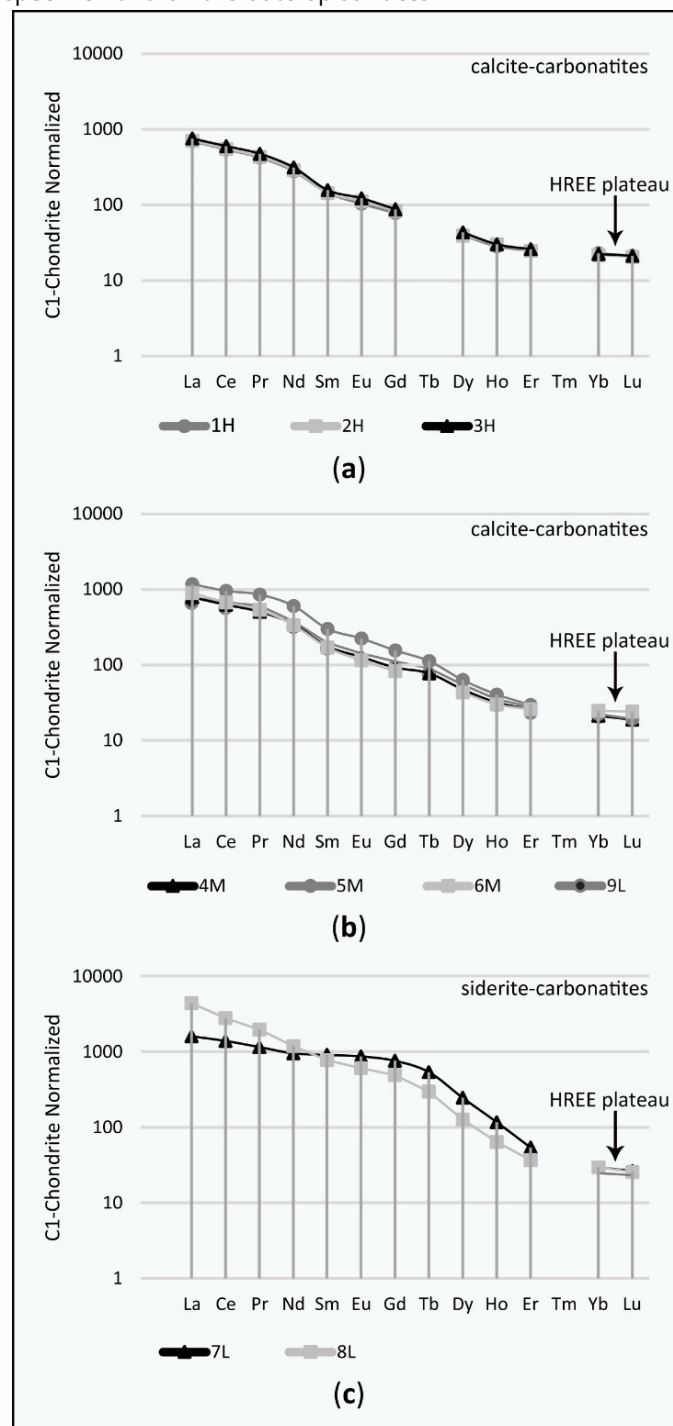 calcite-carbonatites
C1-Chondrite Normalized
10000
1000
100
10
1
HREE plateau
La Ce Pr Nd Sm Eu Gd Tb Dy Ho Er Tm Yb Lu
1H 2H 3H
(a)
calcite-carbonatites
C1-Chondrite Normalized
10000
1000
100
10
1
HREE plateau
La Ce Pr Nd Sm Eu Gd Tb Dy Ho Er Tm Yb Lu
4M 5M 6M 9L
(b)
siderite-carbonatites
C1-Chondrite Normalized
10000
1000
100
10
1
HREE plateau
La Ce Pr Nd Sm Eu Gd Tb Dy Ho Er Tm Yb Lu
7L 8L
(c)